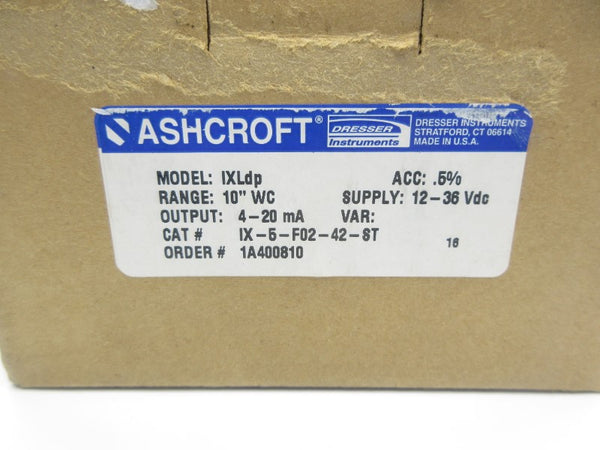 ASHCROFT®
DRESSER
Instruments
DRESSER INSTRUMENTS
STRATFORD, CT 06614
MADE IN U.S.A.
MODEL: IXLdp ACC: .5%
RANGE: 10" WC SUPPLY: 12-36 Vdc
OUTPUT: 4-20 mA VAR:
CAT # IX-5-F02-42-ST
16
ORDER # 1A400810